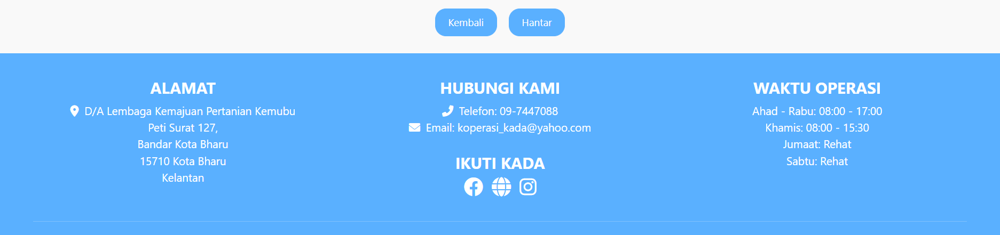 Kembali
Hantar
ALAMAT
D/A Lembaga Kemajuan Pertanian Kemubu
Peti Surat 127,
Bandar Kota Bharu
15710 Kota Bharu
Kelantan
HUBUNGI KAMI
Telefon: 09-7447088
Email: koperasi_kada@yahoo.com
IKUTI KADA
WAKTU OPERASI
Ahad - Rabu: 08:00 - 17:00
Khamis: 08:00 - 15:30
Jumaat: Rehat
Sabtu: Rehat